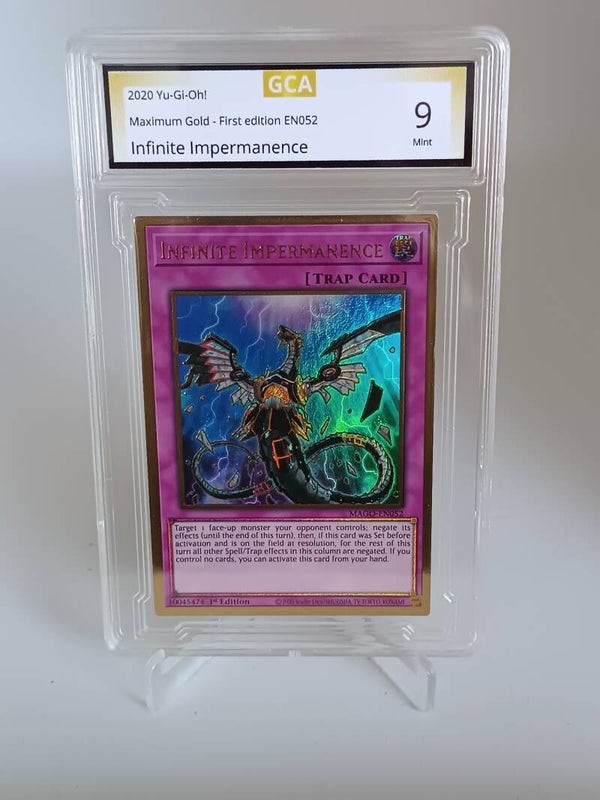 GCA
2020 Yu-Gi-Oh!
Maximum Gold - First edition EN052
Infinite Impermanence
9
Mint
INFINITE IMPERMANENCE
[TRAP CARD]
MAGO-EN052
Target 1 face-up monster your opponent controls; negate its
effects (until the end of this turn), then, if this card was Set before
activation and is on the field at resolution, for the rest of this
turn all other Spell/Trap effects in this column are negated. If you
control no cards, you can activate this card from your hand.
10045474 1st Edition